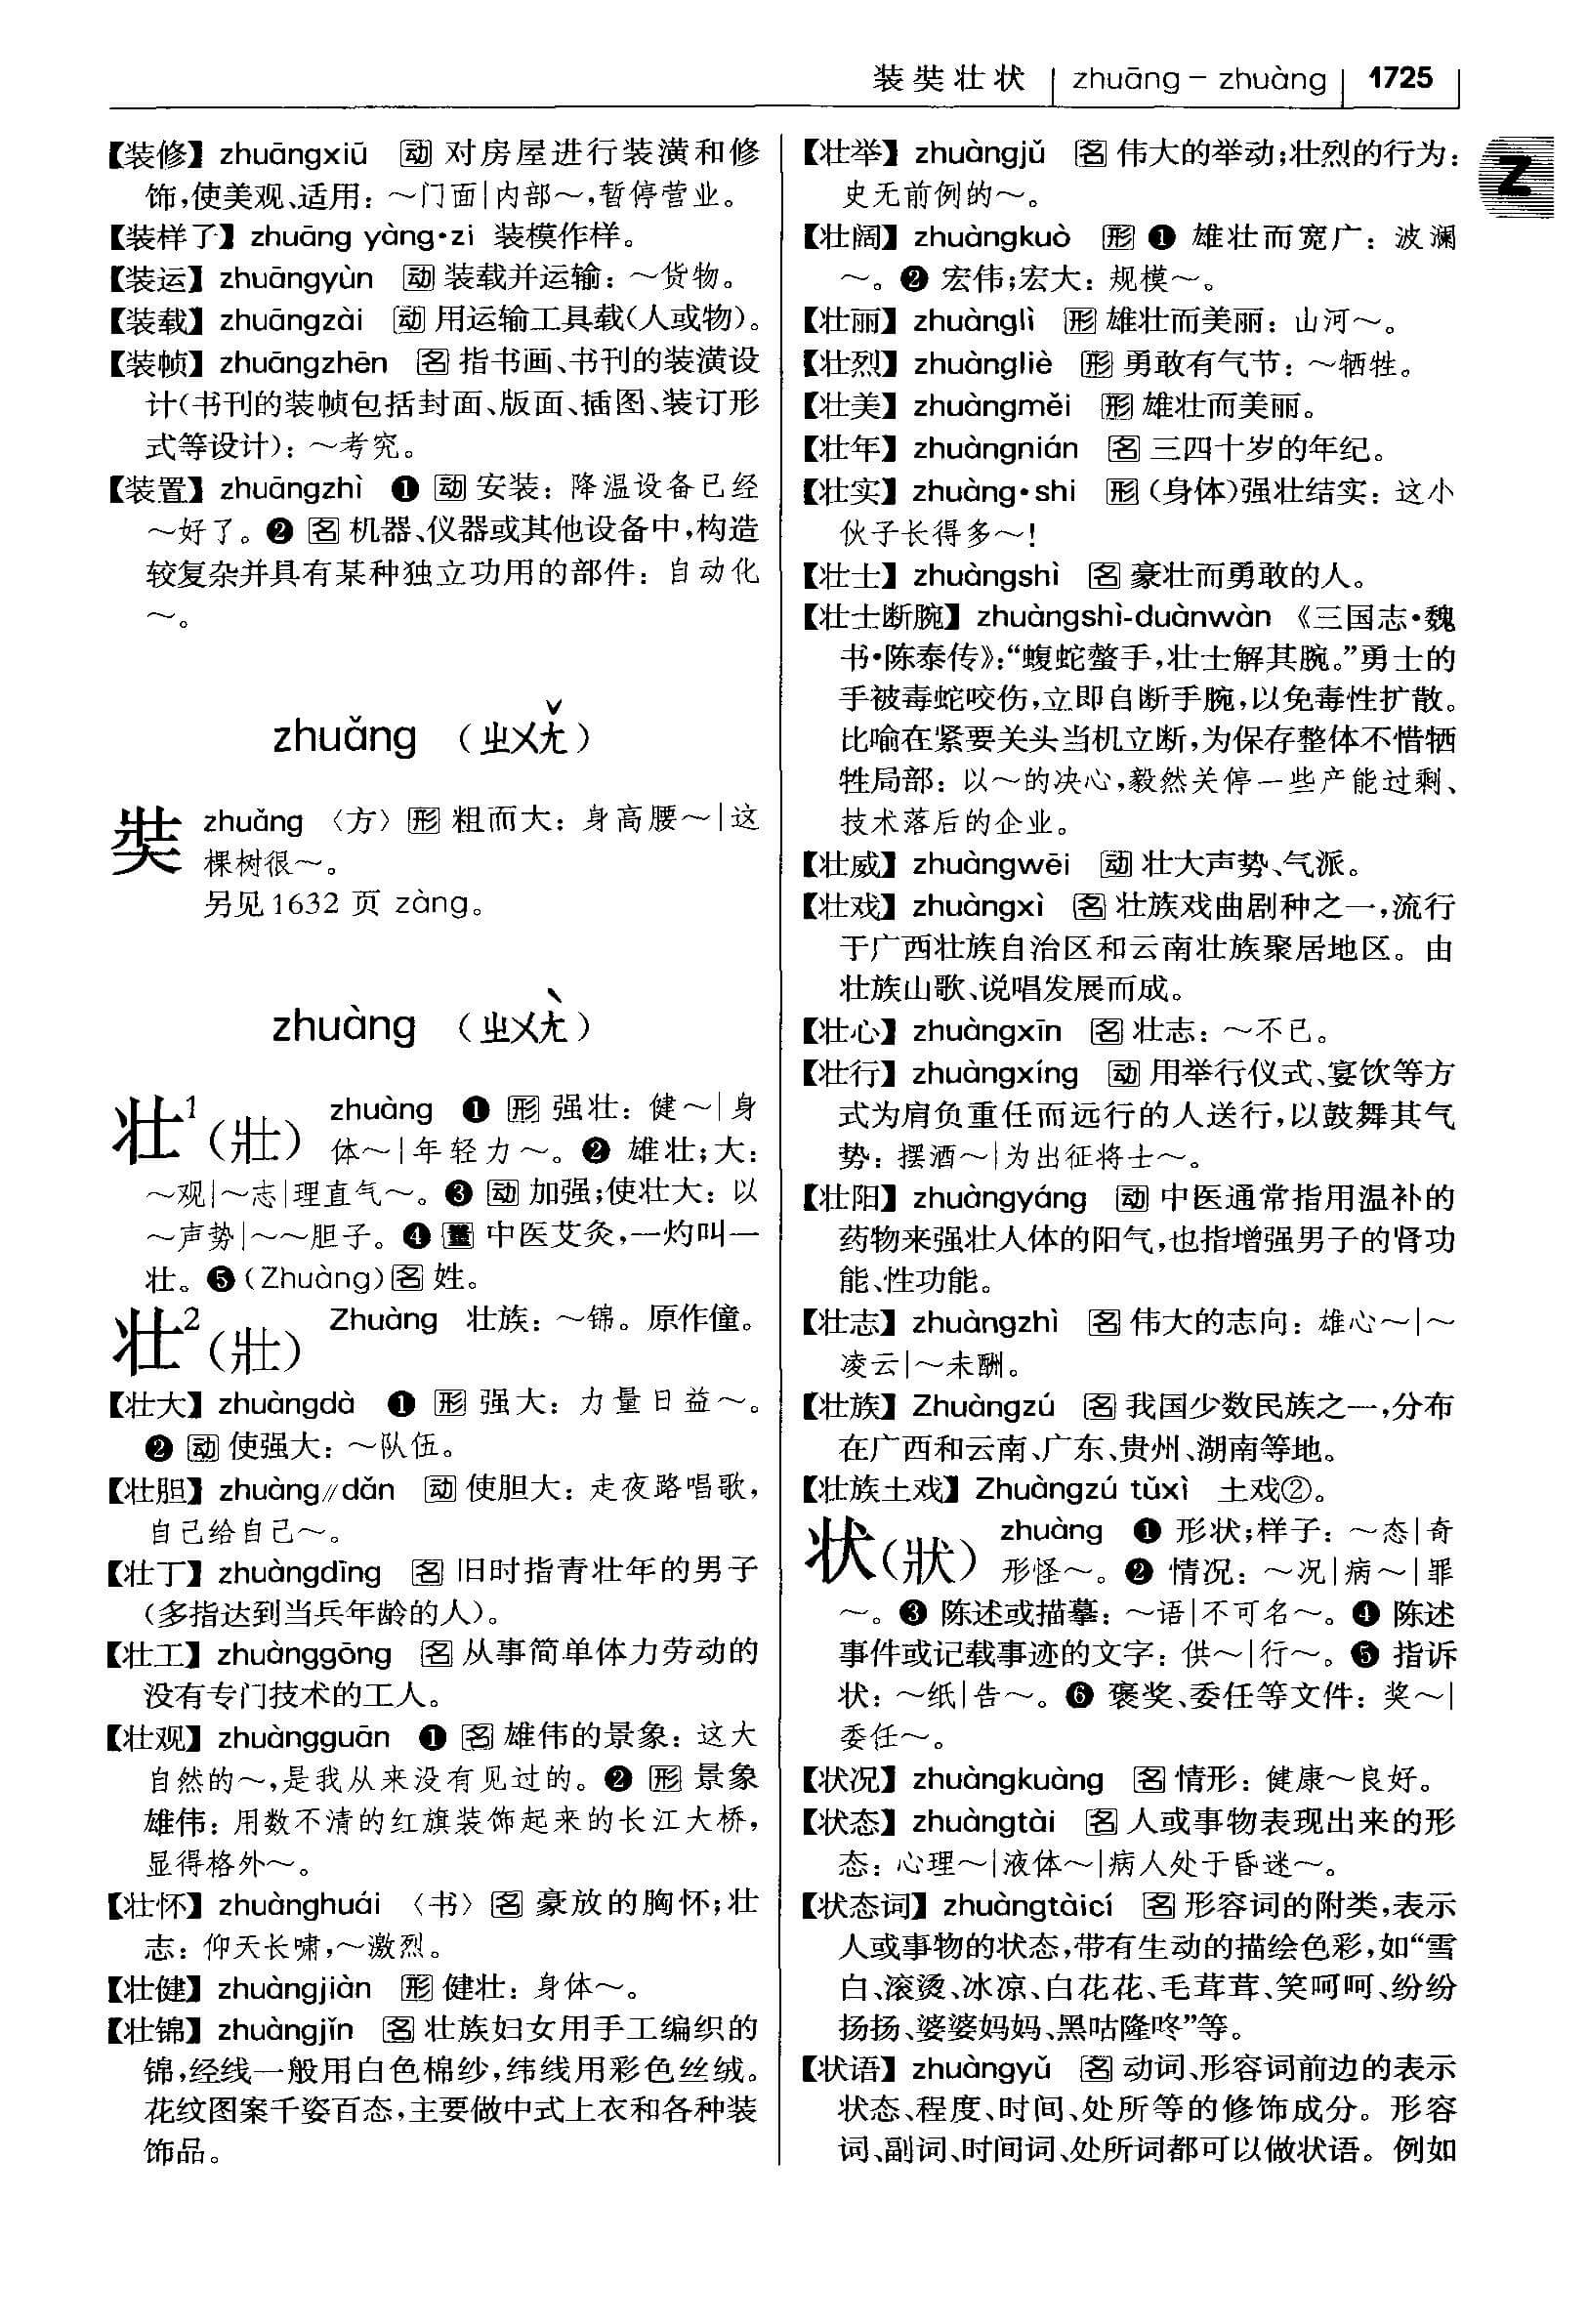 装奘壮状 zhuāng – zhuàng 1725
Z
【装修】 zhuāngxiū 动 对房屋进行装潢和修
饰,使美观、适用：～门面|内部～,暂停营业。
【装样子】 zhuāng yàng·zi 装模作样。
【装运】 zhuāngyùn 动 装载并运输：～货物。
【装载】 zhuāngzài 动 用运输工具载(人或物)。
【装帧】 zhuāngzhēn 名 指书画、书刊的装潢设
计(书刊的装帧包括封面、版面、插图、装订形
式等设计)：～考究。
【装置】 zhuāngzhì ❶ 动 安装：降温设备已经
～好了。❷ 名 机器、仪器或其他设备中,构造
较复杂并具有某种独立功用的部件：自动化
～。
zhuǎng （ㄓㄨㄤˇ）
奘 zhuǎng 〈方〉形 粗而大：身高腰～|这
棵树很～。
另见1632 页 zàng。
zhuàng （ㄓㄨㄤˋ）
壮1（壯） zhuàng ❶ 形 强壮：健～|身
体～|年轻力～。❷ 雄壮;大：
～观|～志|理直气～。❸ 动 加强;使壮大：以
～声势|～～胆子。❹ 量 中医艾灸,一灼叫一
壮。❺ (Zhuàng) 名 姓。
壮2（壯） Zhuàng 壮族：～锦。原作僮。
【壮大】 zhuàngdà ❶ 形 强大：力量日益～。
❷ 动 使强大：～队伍。
【壮胆】 zhuàng∥dǎn 动 使胆大：走夜路唱歌,
自己给自己～。
【壮丁】 zhuàngdīng 名 旧时指青壮年的男子
(多指达到当兵年龄的人)。
【壮工】 zhuànggōng 名 从事简单体力劳动的
没有专门技术的工人。
【壮观】 zhuàngguān ❶ 名 雄伟的景象：这大
自然的～,是我从来没有见过的。❷ 形 景象
雄伟：用数不清的红旗装饰起来的长江大桥,
显得格外～。
【壮怀】 zhuànghuái 〈书〉名 豪放的胸怀;壮
志：仰天长啸,～激烈。
【壮健】 zhuàngjiàn 形 健壮：身体～。
【壮锦】 zhuàngjǐn 名 壮族妇女用手工编织的
锦,经线一般用白色棉纱,纬线用彩色丝绒。
花纹图案千姿百态,主要做中式上衣和各种装
饰品。
【壮举】 zhuàngjǔ 名 伟大的举动;壮烈的行为：
史无前例的～。
【壮阔】 zhuàngkuò 形 ❶ 雄壮而宽广：波澜
～。❷ 宏伟;宏大：规模～。
【壮丽】 zhuànglì 形 雄壮而美丽：山河～。
【壮烈】 zhuàngliè 形 勇敢有气节：～牺牲。
【壮美】 zhuàngměi 形 雄壮而美丽。
【壮年】 zhuàngnián 名 三四十岁的年纪。
【壮实】 zhuàng·shi 形 (身体)强壮结实：这小
伙子长得多～!
【壮士】 zhuàngshì 名 豪壮而勇敢的人。
【壮士断腕】 zhuàngshì-duànwàn 《三国志·魏
书·陈泰传》:“蝮蛇螫手,壮士解其腕。”勇士的
手被毒蛇咬伤,立即自断手腕,以免毒性扩散。
比喻在紧要关头当机立断,为保存整体不惜牺
牲局部：以～的决心,毅然关停一些产能过剩、
技术落后的企业。
【壮威】 zhuàngwēi 动 壮大声势、气派。
【壮戏】 zhuàngxì 名 壮族戏曲剧种之一,流行
于广西壮族自治区和云南壮族聚居地区。由
壮族山歌、说唱发展而成。
【壮心】 zhuàngxīn 名 壮志：～不已。
【壮行】 zhuàngxíng 动 用举行仪式、宴饮等方
式为肩负重任而远行的人送行,以鼓舞其气
势：摆酒～|为出征将士～。
【壮阳】 zhuàngyáng 动 中医通常指用温补的
药物来强壮人体的阳气,也指增强男子的肾功
能、性功能。
【壮志】 zhuàngzhì 名 伟大的志向：雄心～|～
凌云|～未酬。
【壮族】 Zhuàngzú 名 我国少数民族之一,分布
在广西和云南、广东、贵州、湖南等地。
【壮族土戏】 Zhuàngzú tǔxì 土戏②。
状（狀） zhuàng ❶ 形状;样子：～态|奇
形怪～。❷ 情况：～况|病～|罪
～。❸ 陈述或描摹：～语|不可名～。❹ 陈述
事件或记载事迹的文字：供～|行～。❺ 指诉
状：～纸|告～。❻ 褒奖、委任等文件：奖～|
委任～。
【状况】 zhuàngkuàng 名 情形：健康～良好。
【状态】 zhuàngtài 名 人或事物表现出来的形
态：心理～|液体～|病人处于昏迷～。
【状态词】 zhuàngtàicí 名 形容词的附类,表示
人或事物的状态,带有生动的描绘色彩,如“雪
白、滚烫、冰凉、白花花、毛茸茸、笑呵呵、纷纷
扬扬、婆婆妈妈、黑咕隆咚”等。
【状语】 zhuàngyǔ 名 动词、形容词前边的表示
状态、程度、时间、处所等的修饰成分。形容
词、副词、时间词、处所词都可以做状语。例如